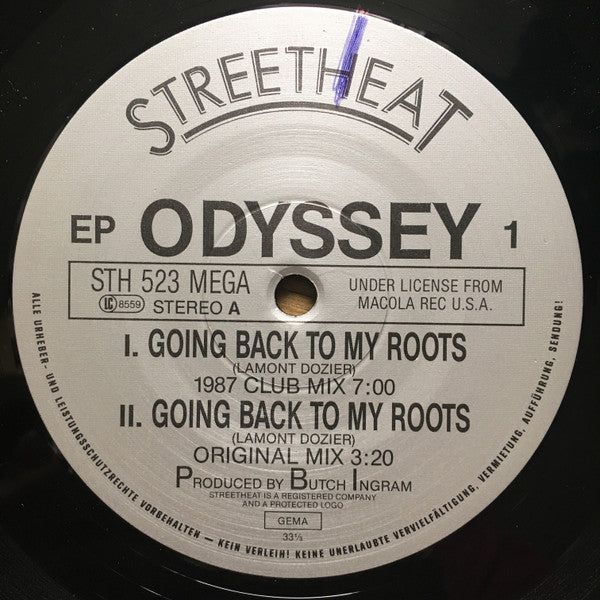 STREETHEAT
EP ODYSSEY 1
STH 523 MEGA
LC 8559 STEREO A
UNDER LICENSE FROM
MACOLA REC U.S.A.
I. GOING BACK TO MY ROOTS
(LAMONT DOZIER)
1987 CLUB MIX 7:00
II. GOING BACK TO MY ROOTS
(LAMONT DOZIER)
ORIGINAL MIX 3:20
PRODUCED BY BUTCH INGRAM
STREETHEAT IS A REGISTERED COMPANY
AND A PROTECTED LOGO
GEMA
33⅓
ALLE URHEBER- UND LEISTUNGSSCHUTZRECHTE VORBEHALTEN — KEIN VERLEIH! KEINE UNERLAUBTE VERVIELFÄLTIGUNG, VERMIETUNG, AUFFÜHRUNG, SENDUNG!